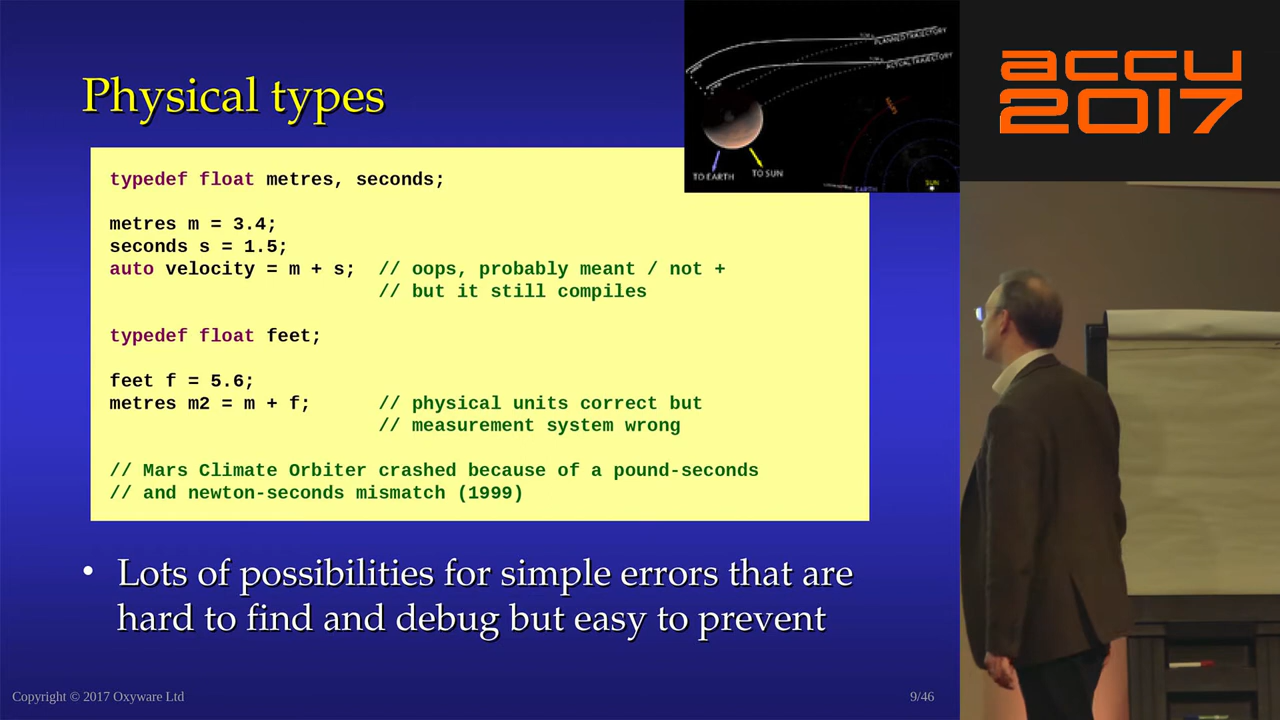 Physical types
PLANNED TRAJECTORY
ACTUAL TRAJECTORY
MARS
TO EARTH
TO SUN
EARTH
SUN
accu
2017
typedef float metres, seconds;
metres m = 3.4;
seconds s = 1.5;
auto velocity = m + s; // oops, probably meant / not +
// but it still compiles
typedef float feet;
feet f = 5.6;
metres m2 = m + f; // physical units correct but
// measurement system wrong
// Mars Climate Orbiter crashed because of a pound-seconds
// and newton-seconds mismatch (1999)
• Lots of possibilities for simple errors that are
hard to find and debug but easy to prevent
Copyright © 2017 Oxyware Ltd
9/46